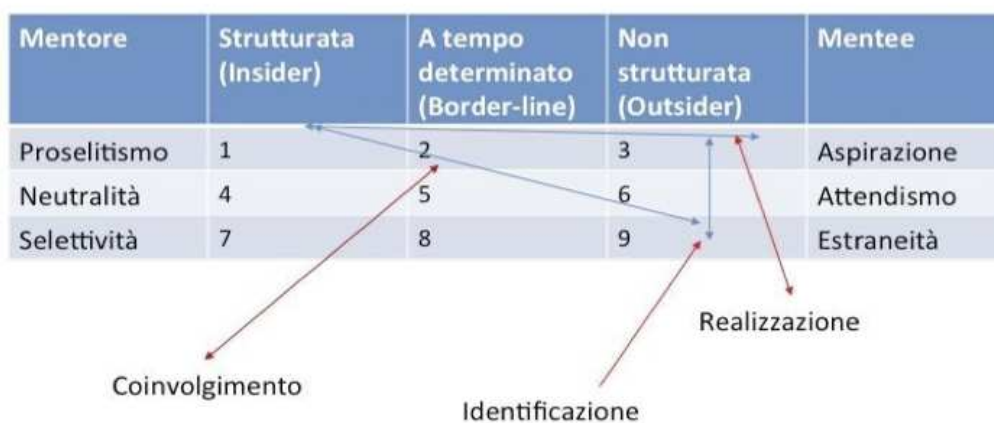 Mentore Strutturata (Insider) A tempo determinato (Border-line) Non strutturata (Outsider) Mentee
Proselitismo 1 2 3 Aspirazione
Neutralità 4 5 6 Attendismo
Selettività 7 8 9 Estraneità
Realizzazione
Coinvolgimento
Identificazione